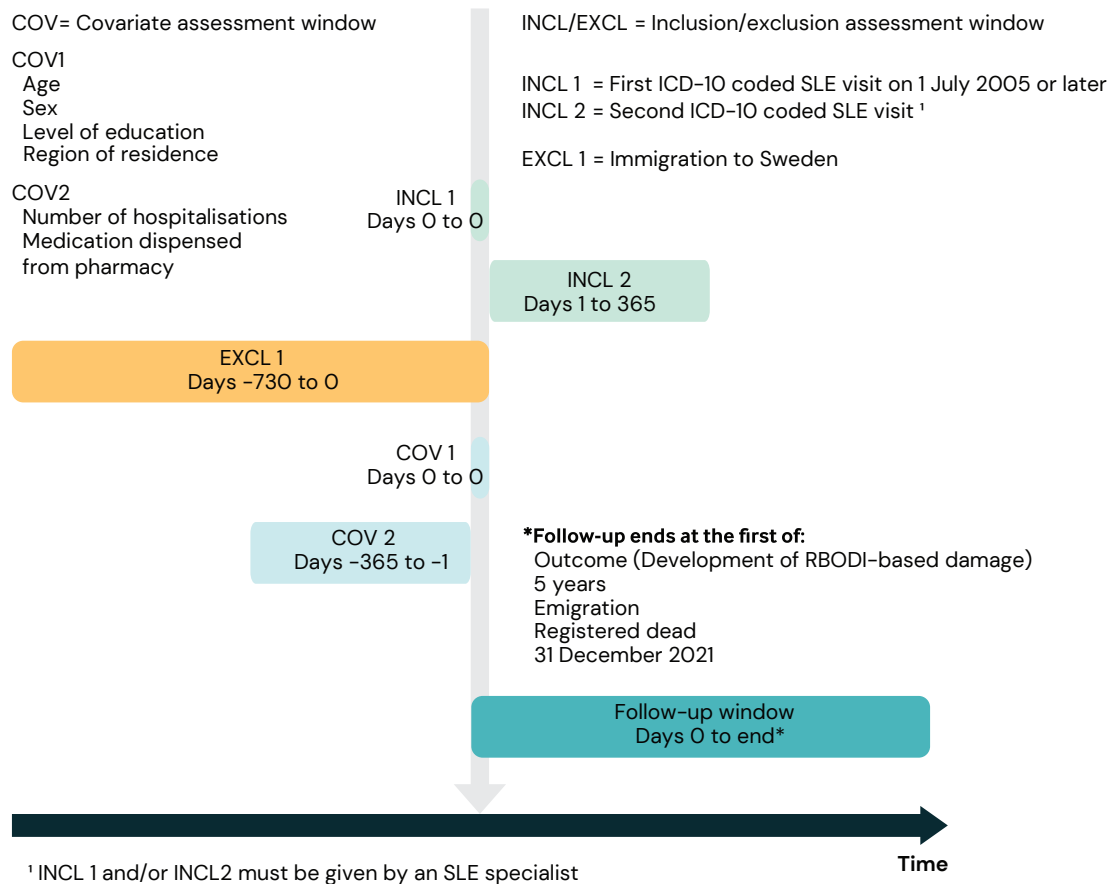 COV= Covariate assessment window
COV1
Age
Sex
Level of education
Region of residence
COV2
Number of hospitalisations
Medication dispensed
from pharmacy
INCL/EXCL = Inclusion/exclusion assessment window
INCL 1 = First ICD-10 coded SLE visit on 1 July 2005 or later
INCL 2 = Second ICD-10 coded SLE visit ¹
EXCL 1 = Immigration to Sweden
INCL 1
Days 0 to 0
INCL 2
Days 1 to 365
EXCL 1
Days -730 to 0
COV 1
Days 0 to 0
COV 2
Days -365 to -1
*Follow-up ends at the first of:
Outcome (Development of RBODI-based damage)
5 years
Emigration
Registered dead
31 December 2021
Follow-up window
Days 0 to end*
Time
¹ INCL 1 and/or INCL2 must be given by an SLE specialist